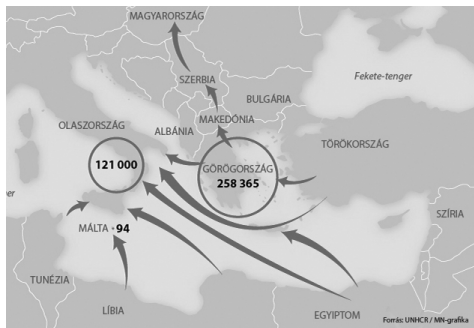 MAGYARORSZÁG
SZERBIA
Fekete-tenger
BULGÁRIA
OLASZORSZÁG
ALBÁNIA
MAKEDÓNIA
TÖRÖKORSZÁG
121 000
GÖRÖGORSZÁG
258 365
SZÍRIA
MÁLTA 94
TUNÉZIA
LÍBIA
EGYIPTOM
Forrás: UNHCR / MN-grafika